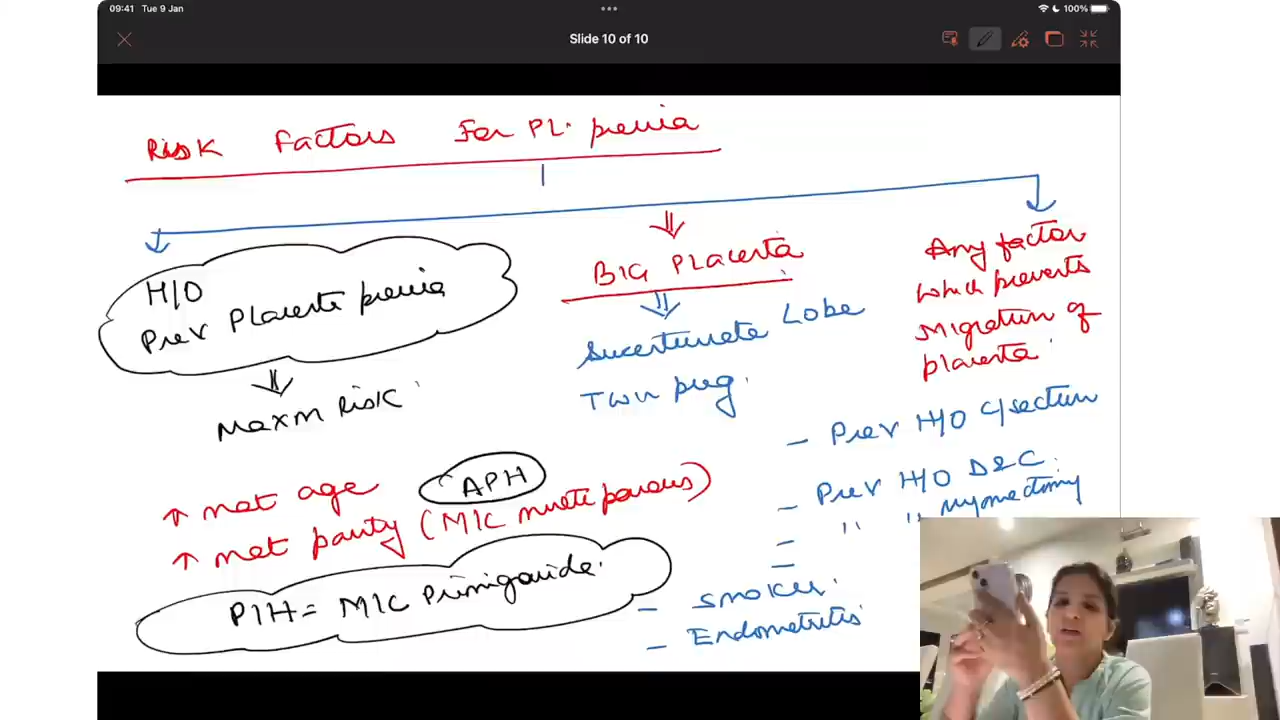 09:41 Tue 9 Jan
100%
Slide 10 of 10
Risk Factors For PL. previa
H/O
Prev Placenta previa
Maxm Risk
BIG Placenta
Succenturiate Lobe
Twin preg.
Any factor
which prevents
Migration of
placenta
- Prev H/O C/section
- Prev H/O D&C
- " " Myomectomy
- Smoker
- Endometritis
↑ mat age
APH
↑ mat parity (M/C multiparous)
PIH = M/C Primigravida